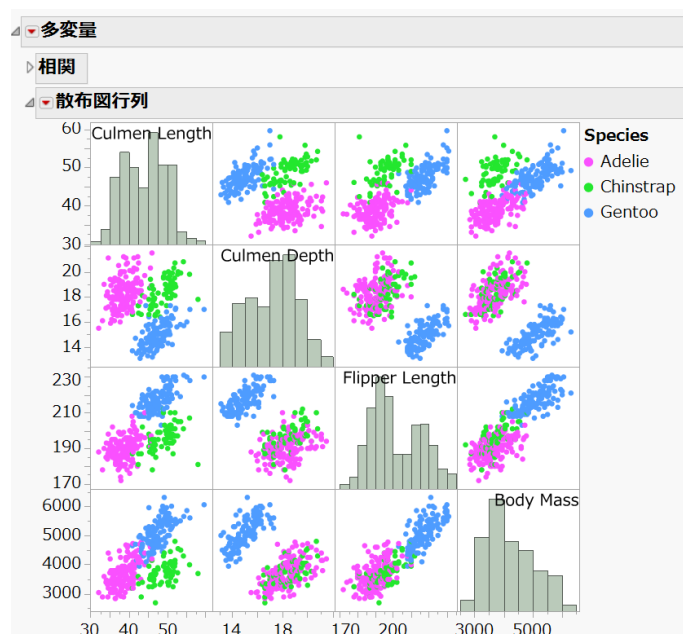 多変量
相関
散布図行列
60
50
40
30
Culmen Length
Species
Adelie
Chinstrap
Gentoo
20
18
16
14
Culmen Depth
230
210
190
170
Flipper Length
6000
5000
4000
3000
Body Mass
30 40 50 14 18 170 200 3000 5000